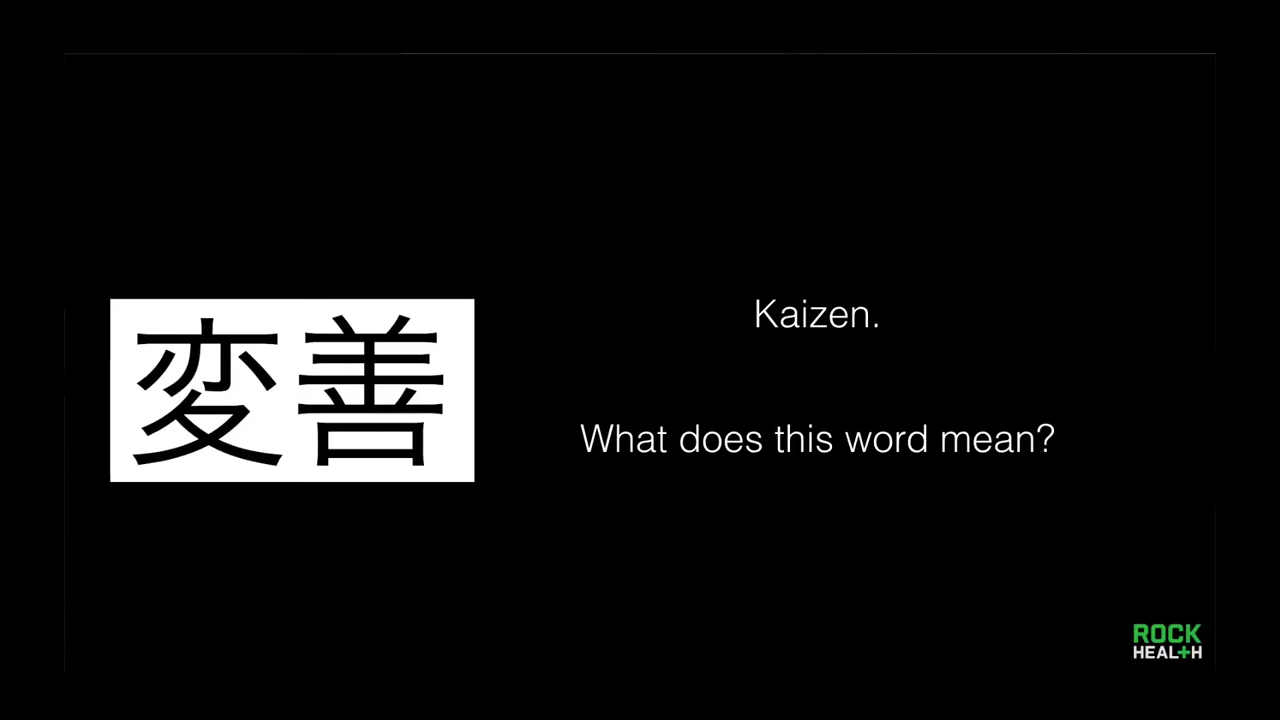 変善
Kaizen.
What does this word mean?
ROCK
HEALTH